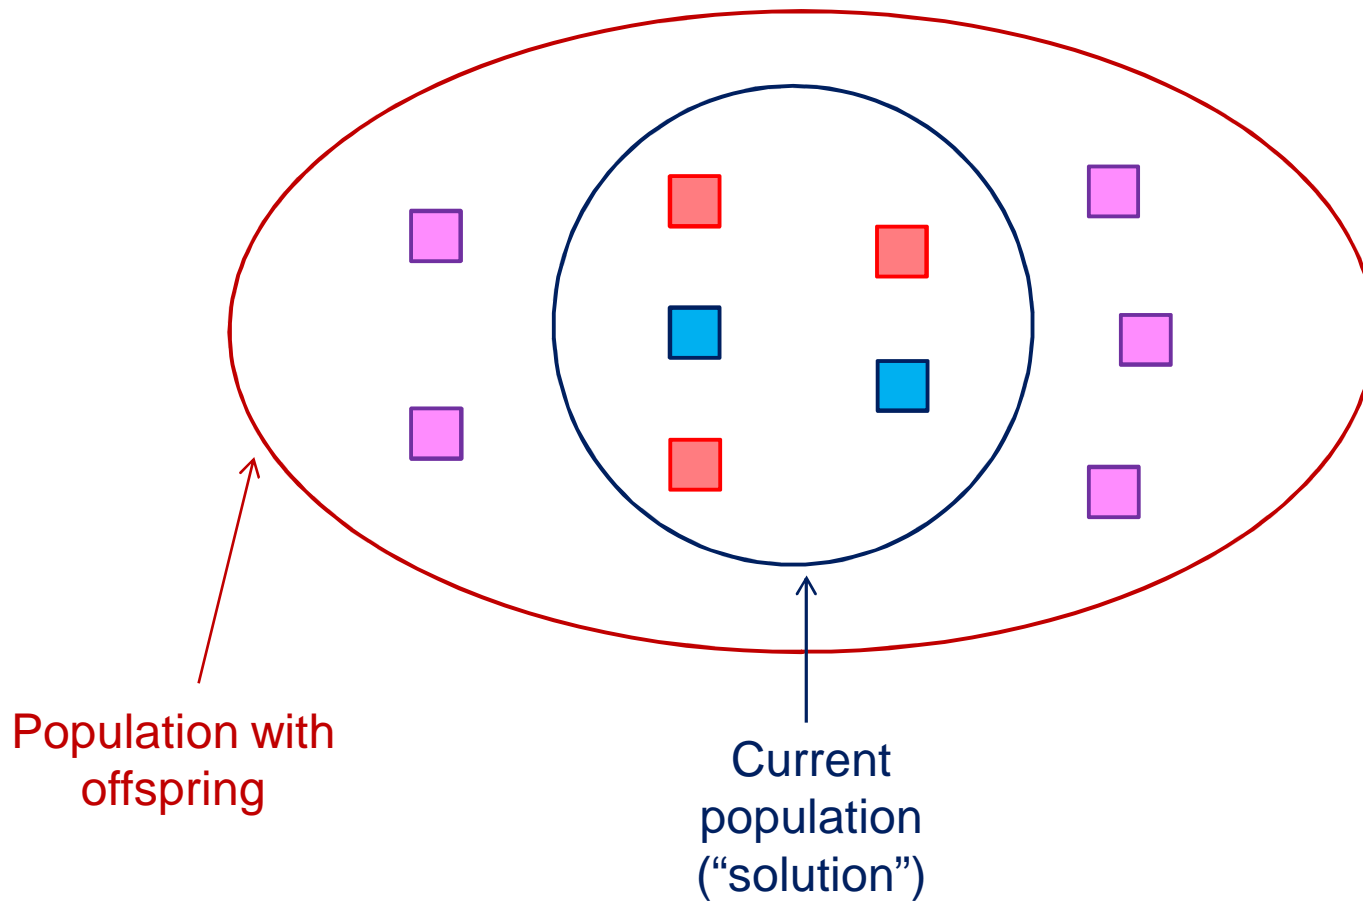 Population with
offspring
Current
population
(“solution”)